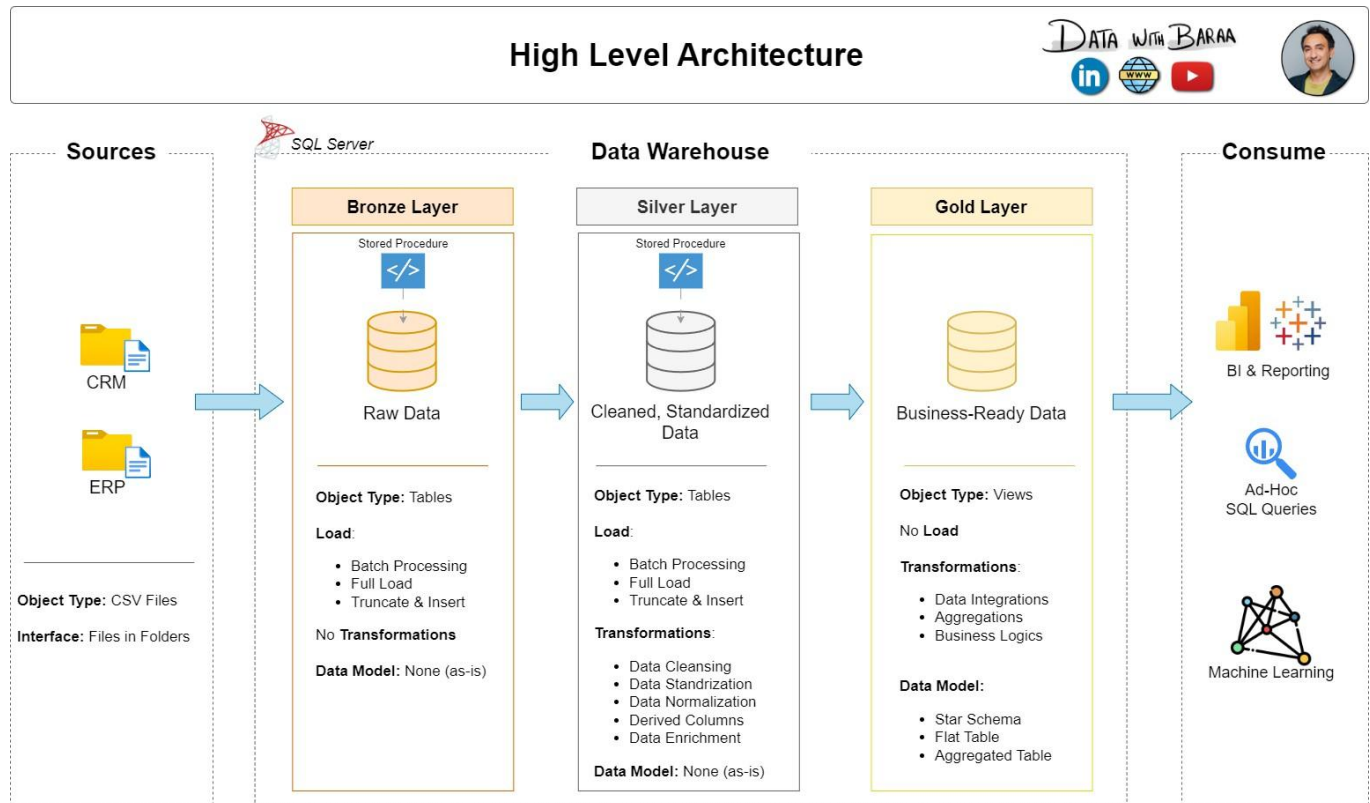 High Level Architecture
DATA WITH BARAA
in
WWW
Sources
CRM
ERP
Object Type: CSV Files
Interface: Files in Folders
SQL Server
Data Warehouse
Bronze Layer
Stored Procedure
</>
Raw Data
Object Type: Tables
Load:
• Batch Processing
• Full Load
• Truncate & Insert
No Transformations
Data Model: None (as-is)
Silver Layer
Stored Procedure
</>
Cleaned, Standardized
Data
Object Type: Tables
Load:
• Batch Processing
• Full Load
• Truncate & Insert
Transformations:
• Data Cleansing
• Data Standrization
• Data Normalization
• Derived Columns
• Data Enrichment
Data Model: None (as-is)
Gold Layer
Business-Ready Data
Object Type: Views
No Load
Transformations:
• Data Integrations
• Aggregations
• Business Logics
Data Model:
• Star Schema
• Flat Table
• Aggregated Table
Consume
BI & Reporting
Ad-Hoc
SQL Queries
Machine Learning